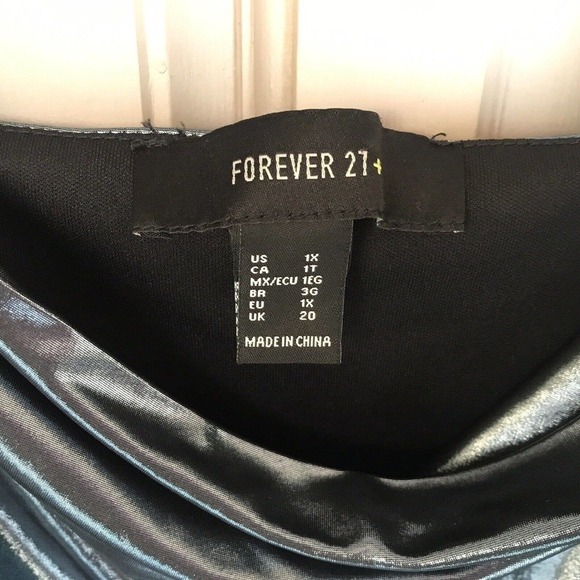 FOREVER 21+
US 1X
CA 1T
MX/ECU 1EG
BR 3G
EU 1X
UK 20
MADE IN CHINA